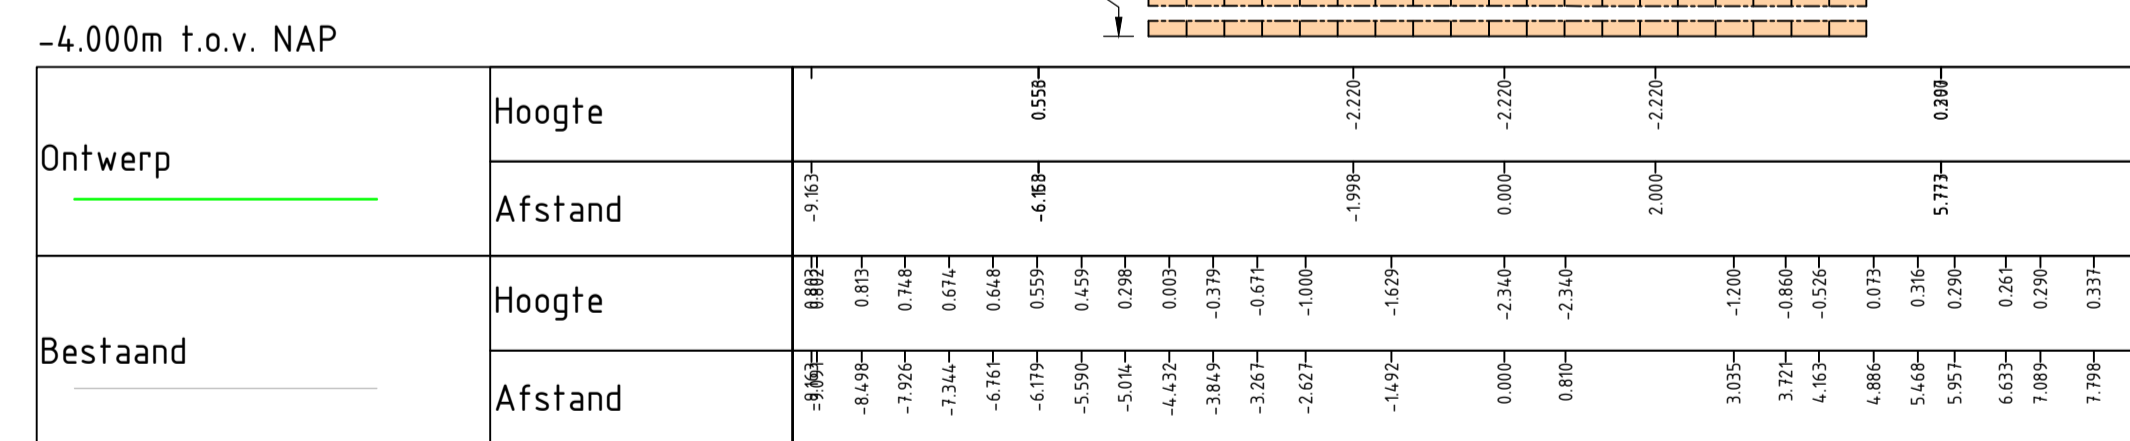 -4.000m t.o.v. NAP
Ontwerp
Hoogte
-2.220 -2.220 -2.220
Afstand
-9.163 -1.998 0.000 2.000 5.773
Bestaand
Hoogte
0.813 0.748 0.674 0.648 0.559 0.459 0.298 0.003 -0.379 -0.671 -1.000 -1.629 -2.340 -2.340 -1.200 -0.860 -0.526 0.073 0.316 0.290 0.261 0.290 0.337
Afstand
-8.498 -7.926 -7.344 -6.761 -6.179 -5.590 -5.014 -4.432 -3.849 -3.267 -2.627 -1.492 0.000 0.810 3.035 3.721 4.163 4.886 5.468 5.957 6.633 7.089 7.798